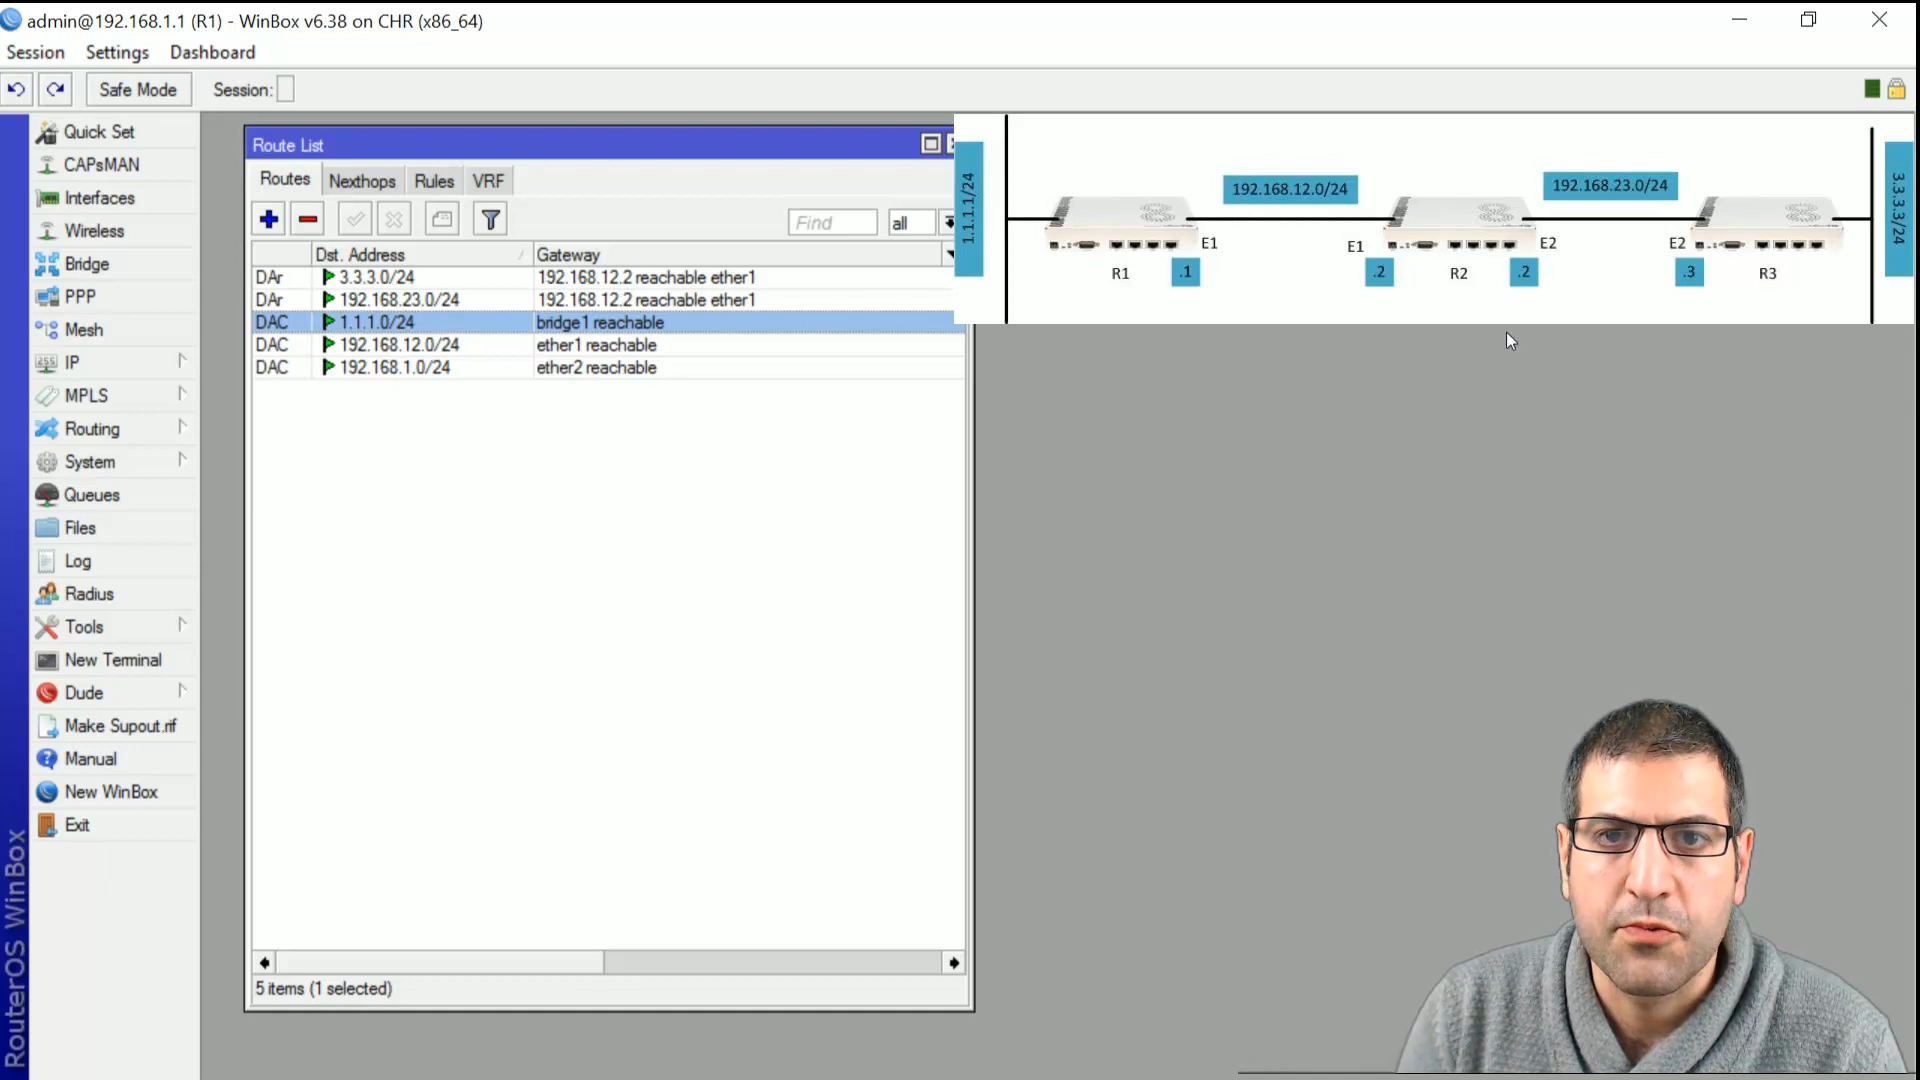 admin@192.168.1.1 (R1) - WinBox v6.38 on CHR (x86_64)
Session Settings Dashboard
Safe Mode Session:
Quick Set
CAPsMAN
Interfaces
Wireless
Bridge
PPP
Mesh
IP
MPLS
Routing
System
Queues
Files
Log
Radius
Tools
New Terminal
Dude
Make Supout.rif
Manual
New WinBox
Exit
RouterOS WinBox
Route List
Routes Nexthops Rules VRF
Find all
Dst. Address Gateway
DAr 3.3.3.0/24 192.168.12.2 reachable ether1
DAr 192.168.23.0/24 192.168.12.2 reachable ether1
DAC 1.1.1.0/24 bridge1 reachable
DAC 192.168.12.0/24 ether1 reachable
DAC 192.168.1.0/24 ether2 reachable
5 items (1 selected)
1.1.1.1/24
192.168.12.0/24
192.168.23.0/24
3.3.3.3/24
E1 E1 E2 E2
R1 .1 .2 R2 .2 .3 R3